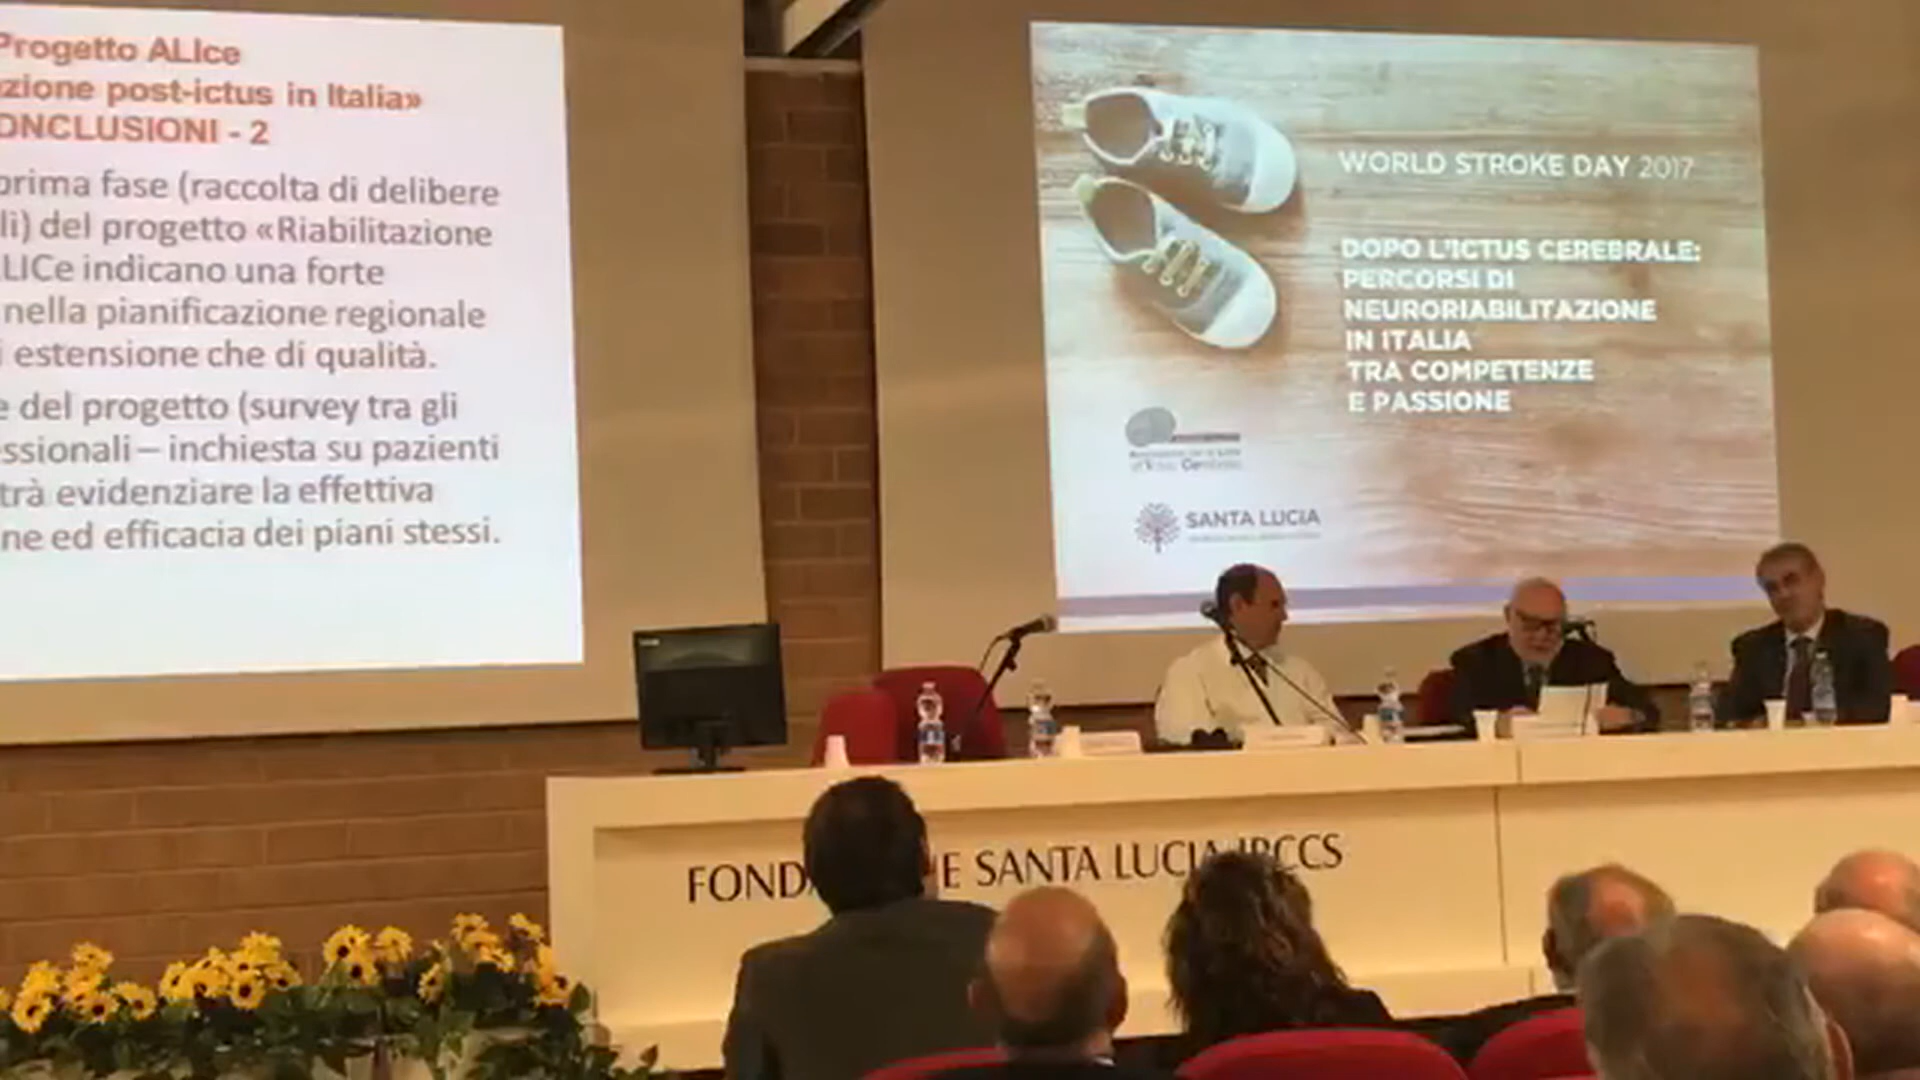 Progetto ALIce
zione post-ictus in Italia»
ONCLUSIONI - 2
prima fase (raccolta di delibere
li) del progetto «Riabilitazione
LICe indicano una forte
nella pianificazione regionale
i estensione che di qualità.
e del progetto (survey tra gli
ssionali – inchiesta su pazienti
trà evidenziare la effettiva
ne ed efficacia dei piani stessi.
WORLD STROKE DAY 2017
DOPO L'ICTUS CEREBRALE:
PERCORSI DI
NEURORIABILITAZIONE
IN ITALIA
TRA COMPETENZE
E PASSIONE
SANTA LUCIA
FOND E SANTA LUCIA IRCCS